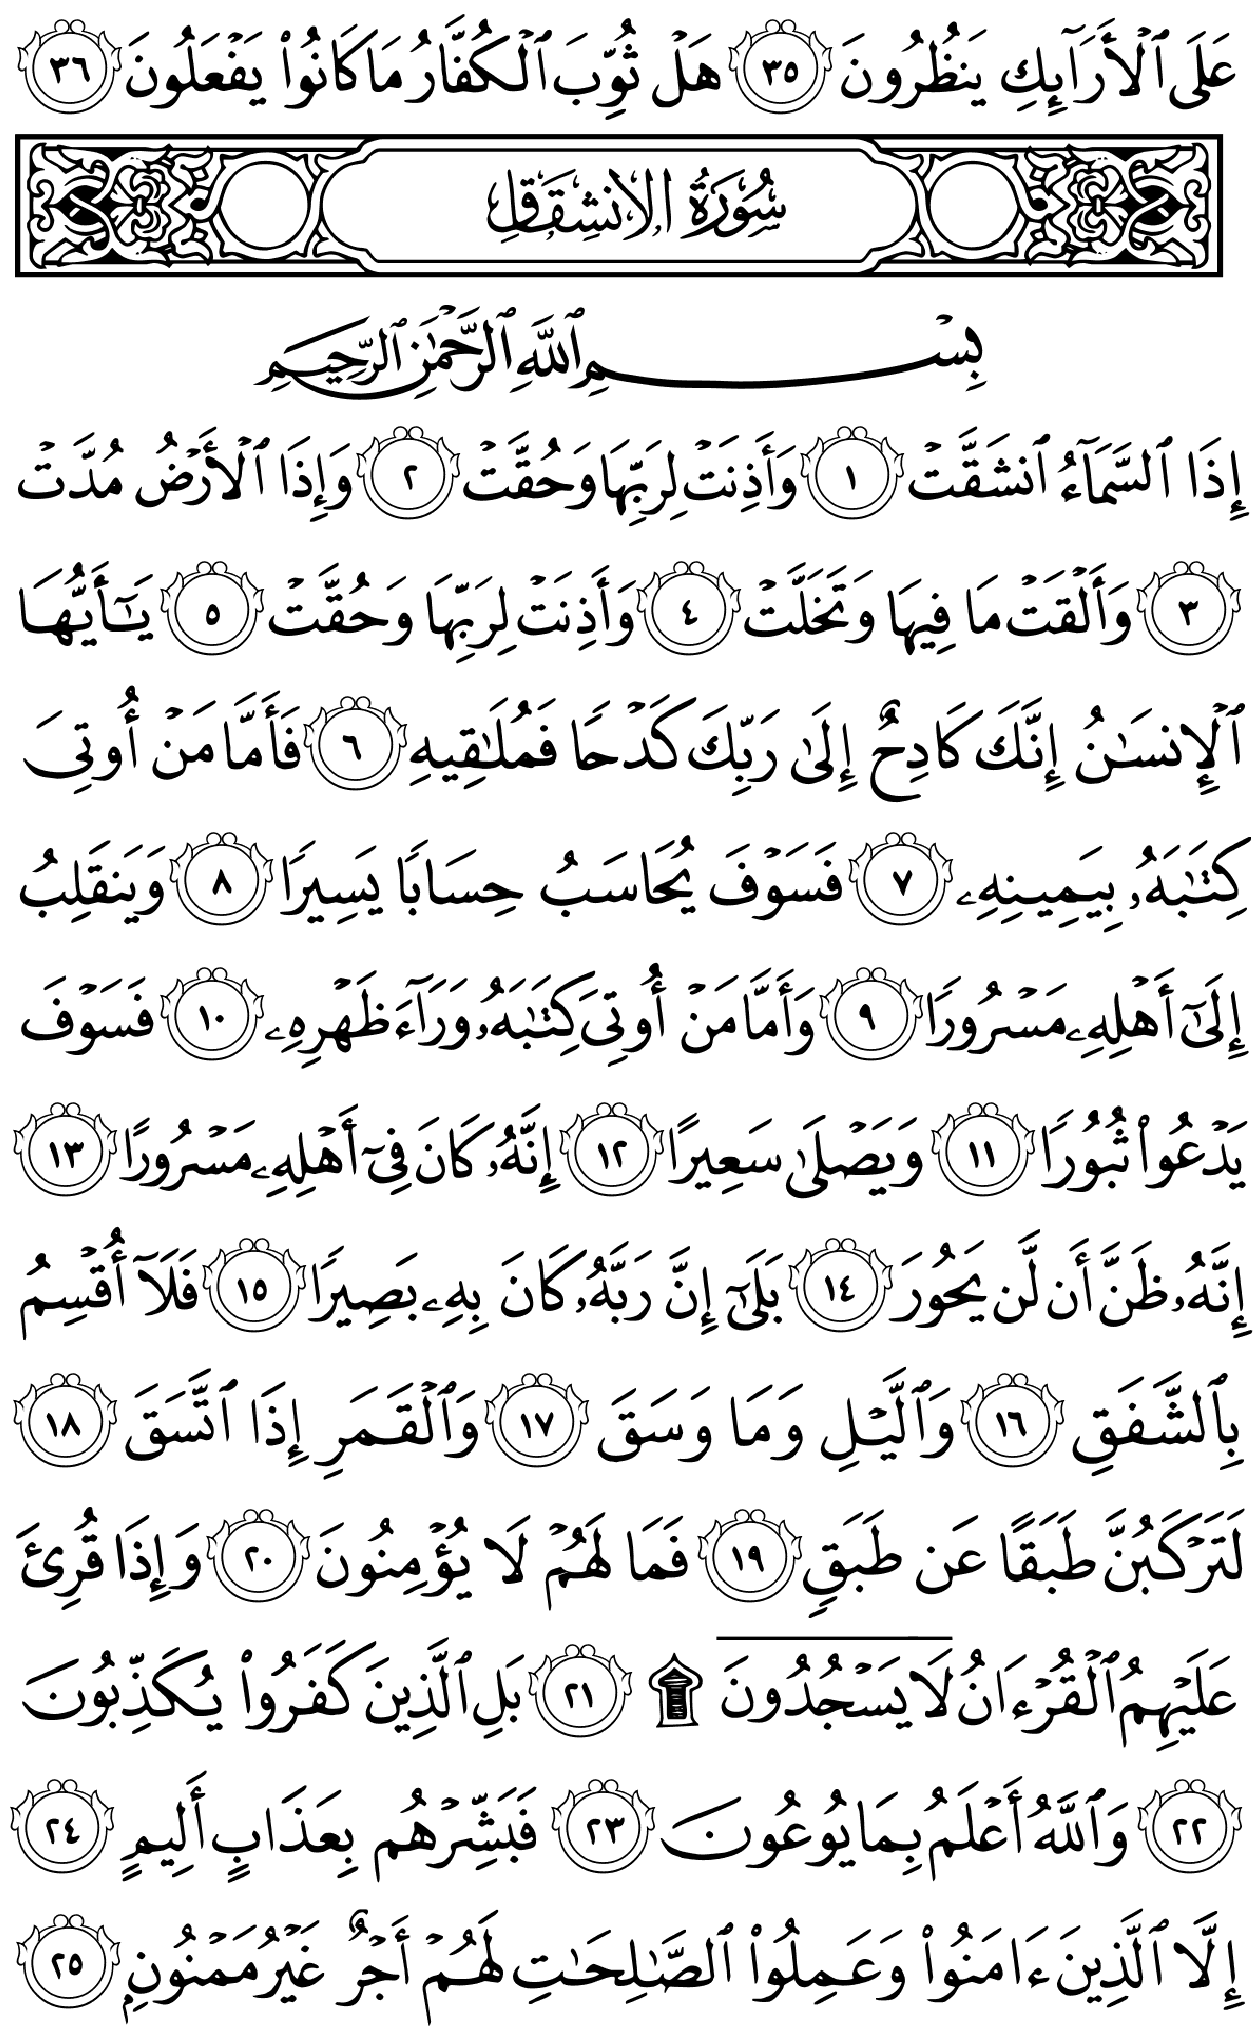 عَلَى ٱلْأَرَآئِكِ يَنظُرُونَ ٣٥ هَلْ ثُوِّبَ ٱلْكُفَّارُ مَا كَانُوا۟ يَفْعَلُونَ ٣٦
سُورَةُ الِانشِقَاقِ
بِسْمِ ٱللَّهِ ٱلرَّحْمَٰنِ ٱلرَّحِيمِ
إِذَا ٱلسَّمَآءُ ٱنشَقَّتْ ١ وَأَذِنَتْ لِرَبِّهَا وَحُقَّتْ ٢ وَإِذَا ٱلْأَرْضُ مُدَّتْ
٣ وَأَلْقَتْ مَا فِيهَا وَتَخَلَّتْ ٤ وَأَذِنَتْ لِرَبِّهَا وَحُقَّتْ ٥ يَـٰٓأَيُّهَا
ٱلْإِنسَـٰنُ إِنَّكَ كَادِحٌ إِلَىٰ رَبِّكَ كَدْحًا فَمُلَـٰقِيهِ ٦ فَأَمَّا مَنْ أُوتِىَ
كِتَـٰبَهُۥ بِيَمِينِهِۦ ٧ فَسَوْفَ يُحَاسَبُ حِسَابًا يَسِيرًا ٨ وَيَنقَلِبُ
إِلَىٰٓ أَهْلِهِۦ مَسْرُورًا ٩ وَأَمَّا مَنْ أُوتِىَ كِتَـٰبَهُۥ وَرَآءَ ظَهْرِهِۦ ١٠ فَسَوْفَ
يَدْعُوا۟ ثُبُورًا ١١ وَيَصْلَىٰ سَعِيرًا ١٢ إِنَّهُۥ كَانَ فِىٓ أَهْلِهِۦ مَسْرُورًا ١٣
إِنَّهُۥ ظَنَّ أَن لَّن يَحُورَ ١٤ بَلَىٰٓ إِنَّ رَبَّهُۥ كَانَ بِهِۦ بَصِيرًا ١٥ فَلَآ أُقْسِمُ
بِٱلشَّفَقِ ١٦ وَٱلَّيْلِ وَمَا وَسَقَ ١٧ وَٱلْقَمَرِ إِذَا ٱتَّسَقَ ١٨
لَتَرْكَبُنَّ طَبَقًا عَن طَبَقٍ ١٩ فَمَا لَهُمْ لَا يُؤْمِنُونَ ٢٠ وَإِذَا قُرِئَ
عَلَيْهِمُ ٱلْقُرْءَانُ لَا يَسْجُدُونَ ۩ ٢١ بَلِ ٱلَّذِينَ كَفَرُوا۟ يُكَذِّبُونَ
٢٢ وَٱللَّهُ أَعْلَمُ بِمَا يُوعُونَ ٢٣ فَبَشِّرْهُم بِعَذَابٍ أَلِيمٍ ٢٤
إِلَّا ٱلَّذِينَ ءَامَنُوا۟ وَعَمِلُوا۟ ٱلصَّـٰلِحَـٰتِ لَهُمْ أَجْرٌ غَيْرُ مَمْنُونٍۭ ٢٥